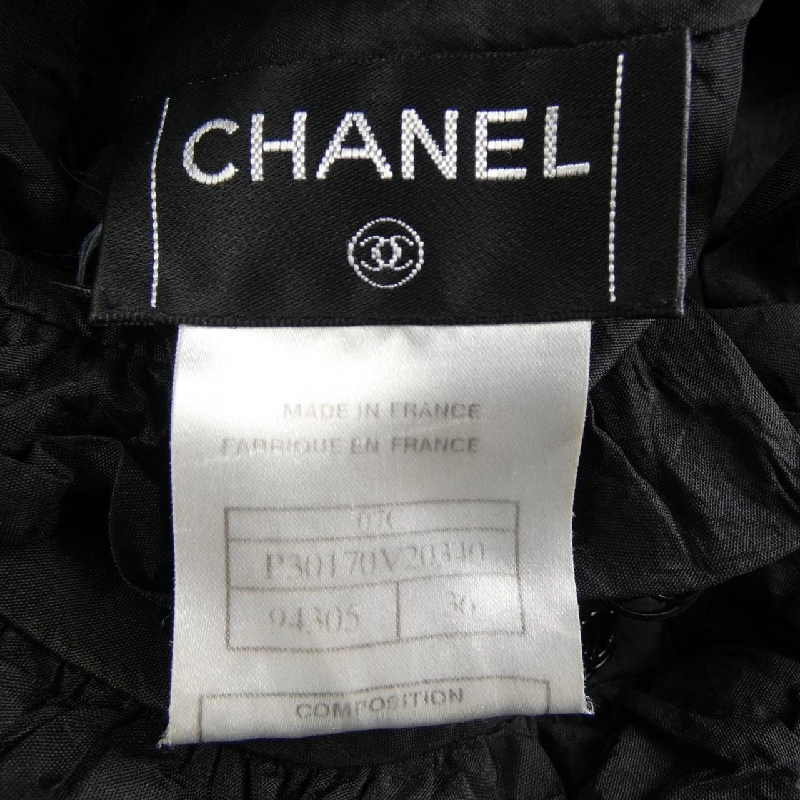 CHANEL
MADE IN FRANCE
FABRIQUE EN FRANCE
07C
P30170V20340
94305 36
COMPOSITION